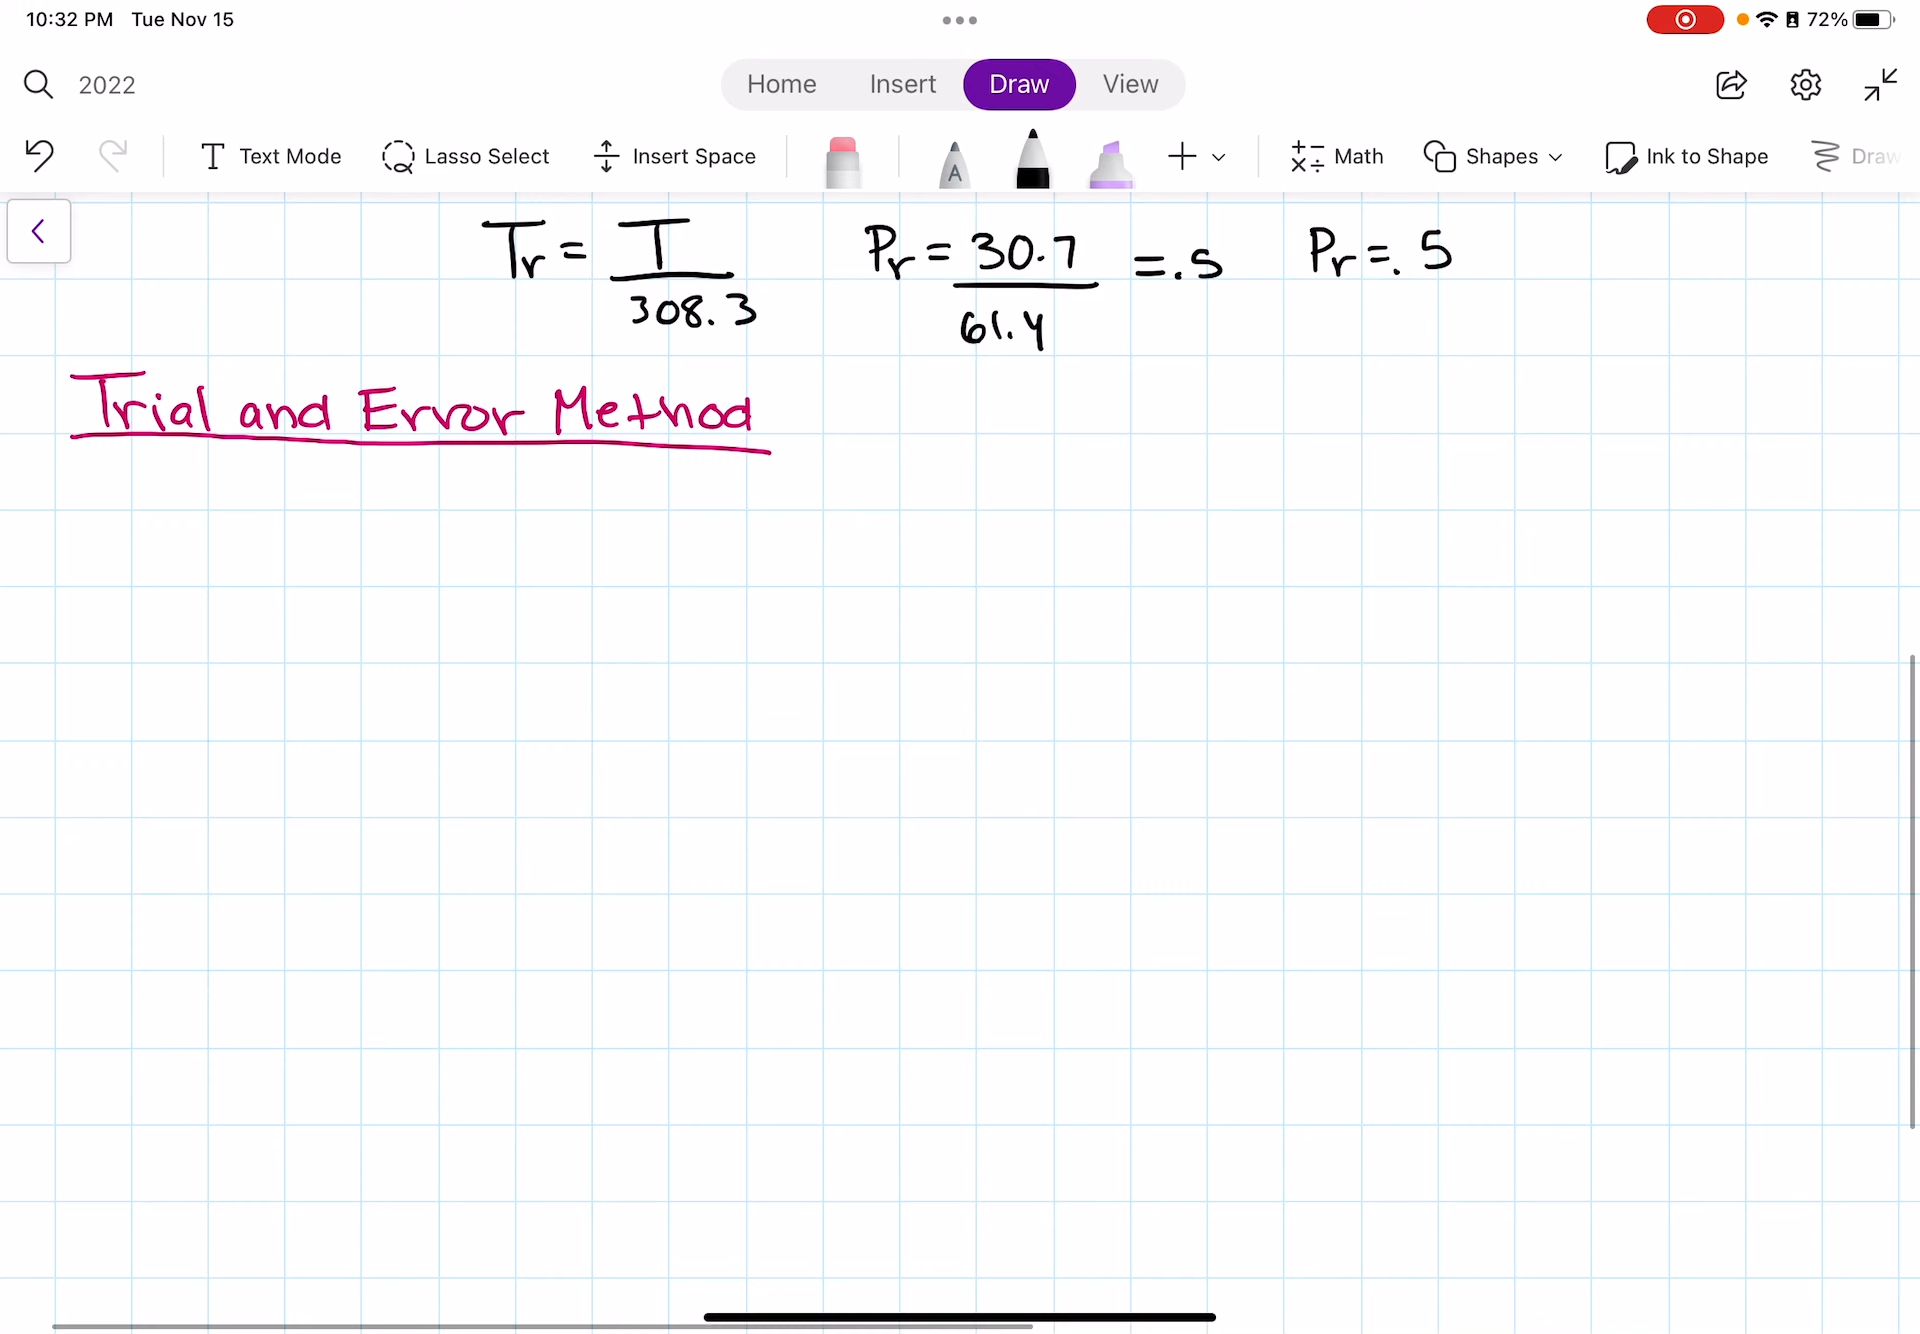 10:32 PM Tue Nov 15 72%
2022 Home Insert Draw View
Text Mode Lasso Select Insert Space A Math Shapes Ink to Shape Draw
Tr = T Pr = 30.7 = .5 Pr = .5
308.3 61.4
Trial and Error Method